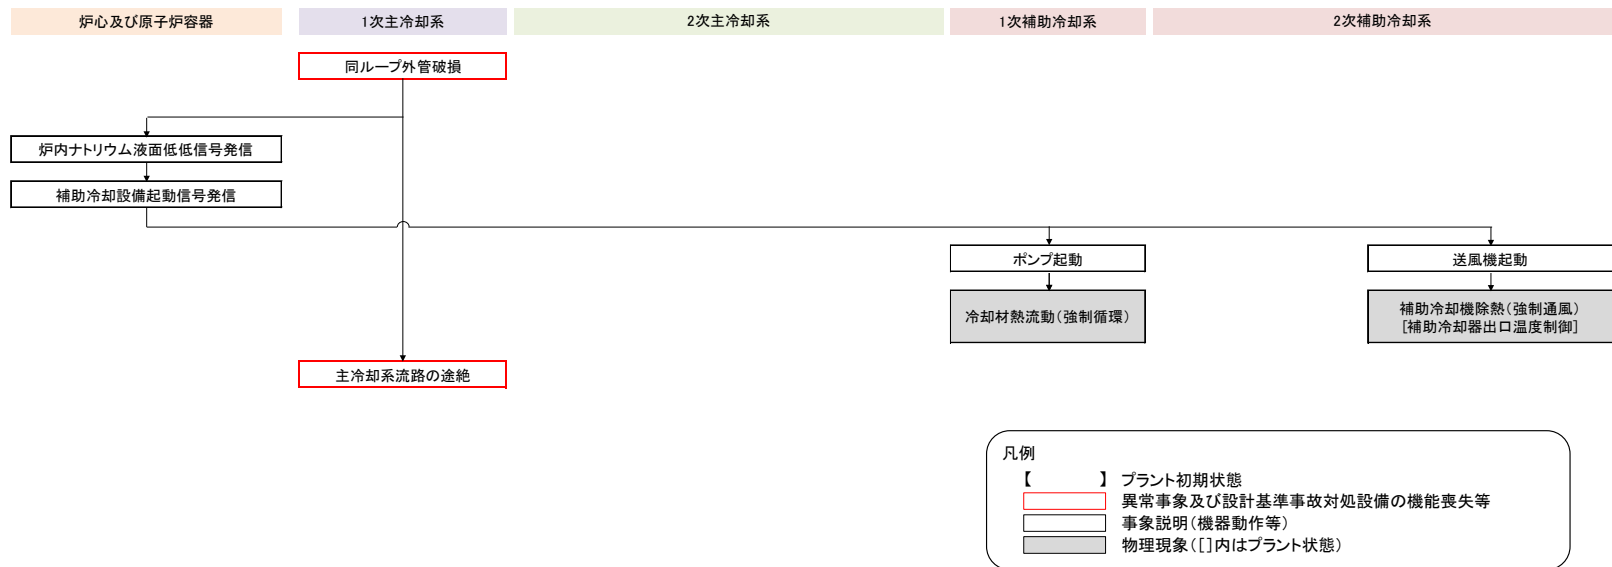 炉心及び原子炉容器
1次主冷却系
2次主冷却系
1次補助冷却系
2次補助冷却系
同ループ外管破損
炉内ナトリウム液面低低信号発信
補助冷却設備起動信号発信
ポンプ起動
送風機起動
冷却材熱流動(強制循環)
補助冷却機除熱(強制通風)
[補助冷却器出口温度制御]
主冷却系流路の途絶
凡例
【 】 プラント初期状態
異常事象及び設計基準事故対処設備の機能喪失等
事象説明(機器動作等)
物理現象([]内はプラント状態)